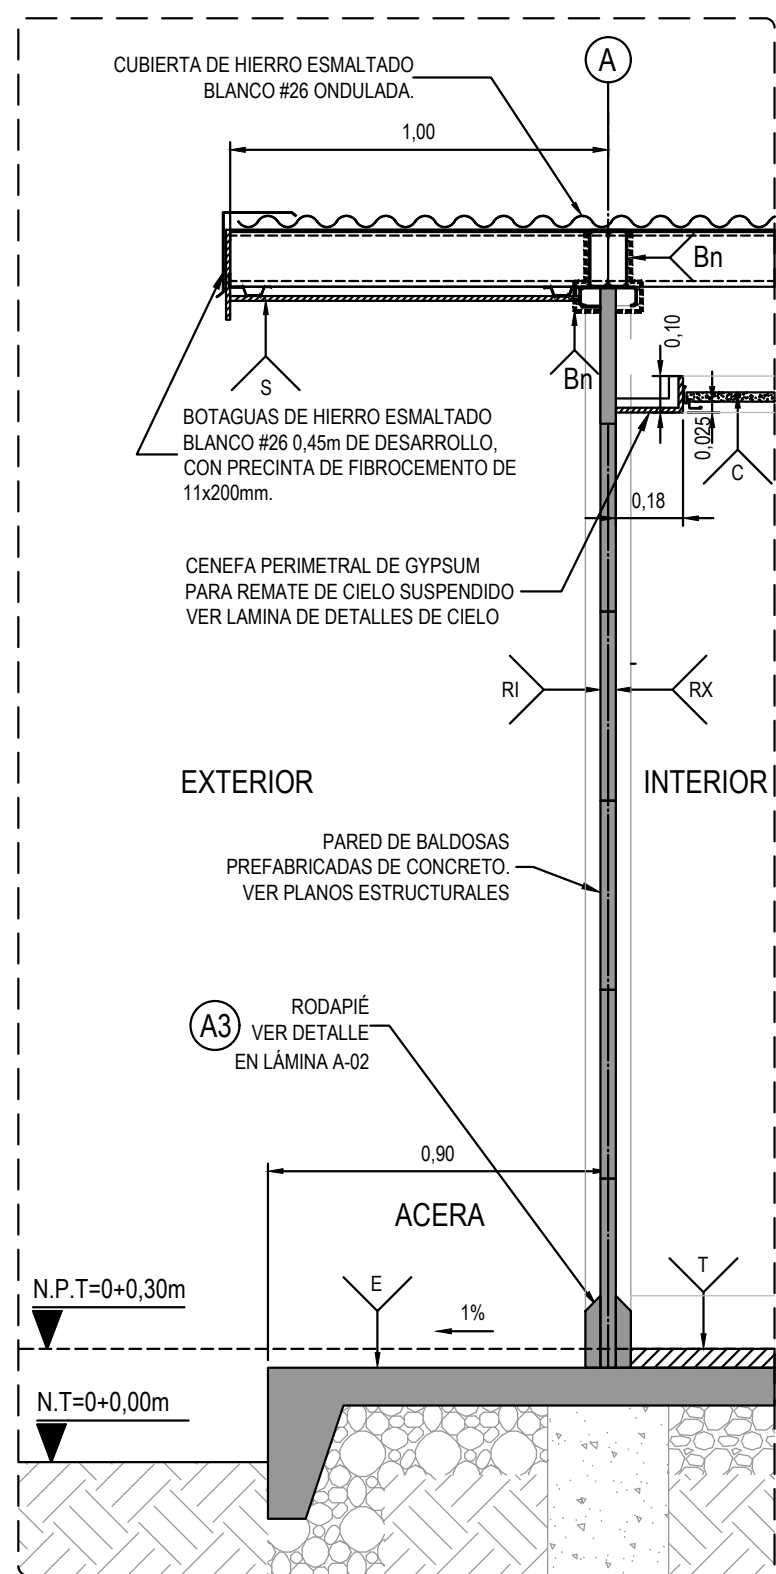 CUBIERTA DE HIERRO ESMALTADO
BLANCO #26 ONDULADA.
A
1,00
Bn
Bn
S
0,10
0,025
C
0,18
BOTAGUAS DE HIERRO ESMALTADO
BLANCO #26 0,45m DE DESARROLLO,
CON PRECINTA DE FIBROCEMENTO DE
11x200mm.
CENEFA PERIMETRAL DE GYPSUM
PARA REMATE DE CIELO SUSPENDIDO
VER LAMINA DE DETALLES DE CIELO
RI
RX
EXTERIOR
INTERIOR
PARED DE BALDOSAS
PREFABRICADAS DE CONCRETO.
VER PLANOS ESTRUCTURALES
A3
RODAPIÉ
VER DETALLE
EN LÁMINA A-02
0,90
ACERA
E
T
1%
N.P.T=0+0,30m
N.T=0+0,00m